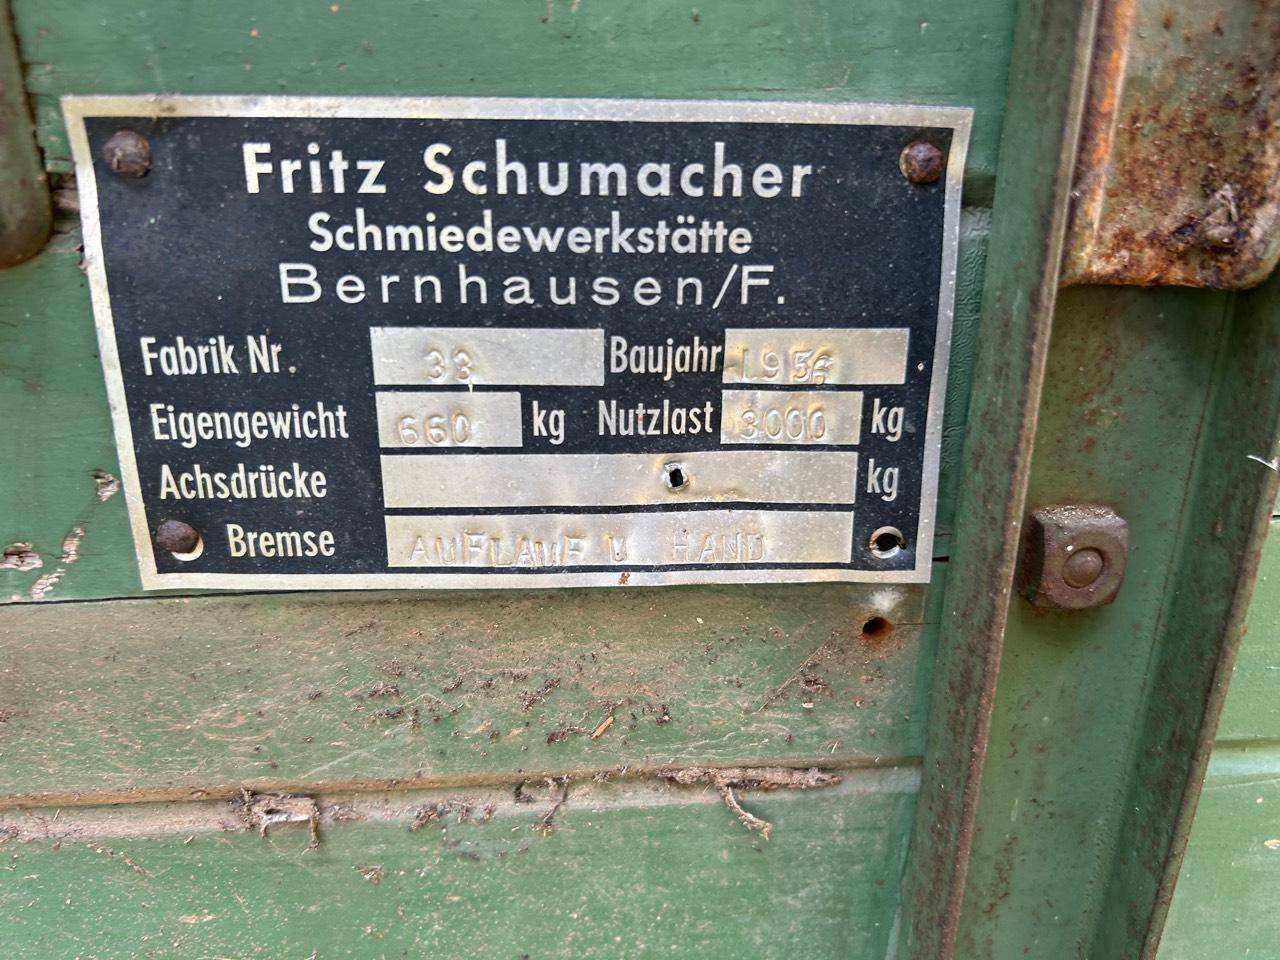 Fritz Schumacher
Schmiedewerkstätte
Bernhausen/F.
Fabrik Nr. 33 Baujahr 1956
Eigengewicht 660 kg Nutzlast 3000 kg
Achsdrücke kg
Bremse AUFLAUF U. HAND